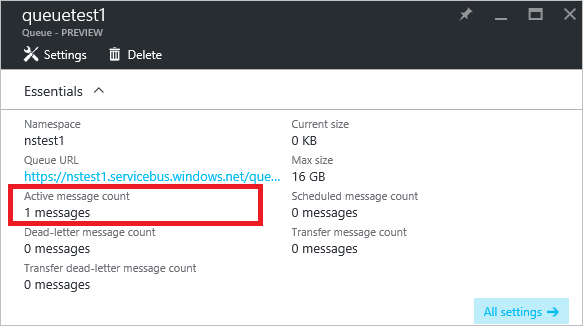 queuetest1
Queue - PREVIEW
Settings Delete
Essentials
Namespace
nstest1
Queue URL
https://nstest1.servicebus.windows.net/que...
Active message count
1 messages
Dead-letter message count
0 messages
Transfer dead-letter message count
0 messages
Current size
0 KB
Max size
16 GB
Scheduled message count
0 messages
Transfer message count
0 messages
All settings →